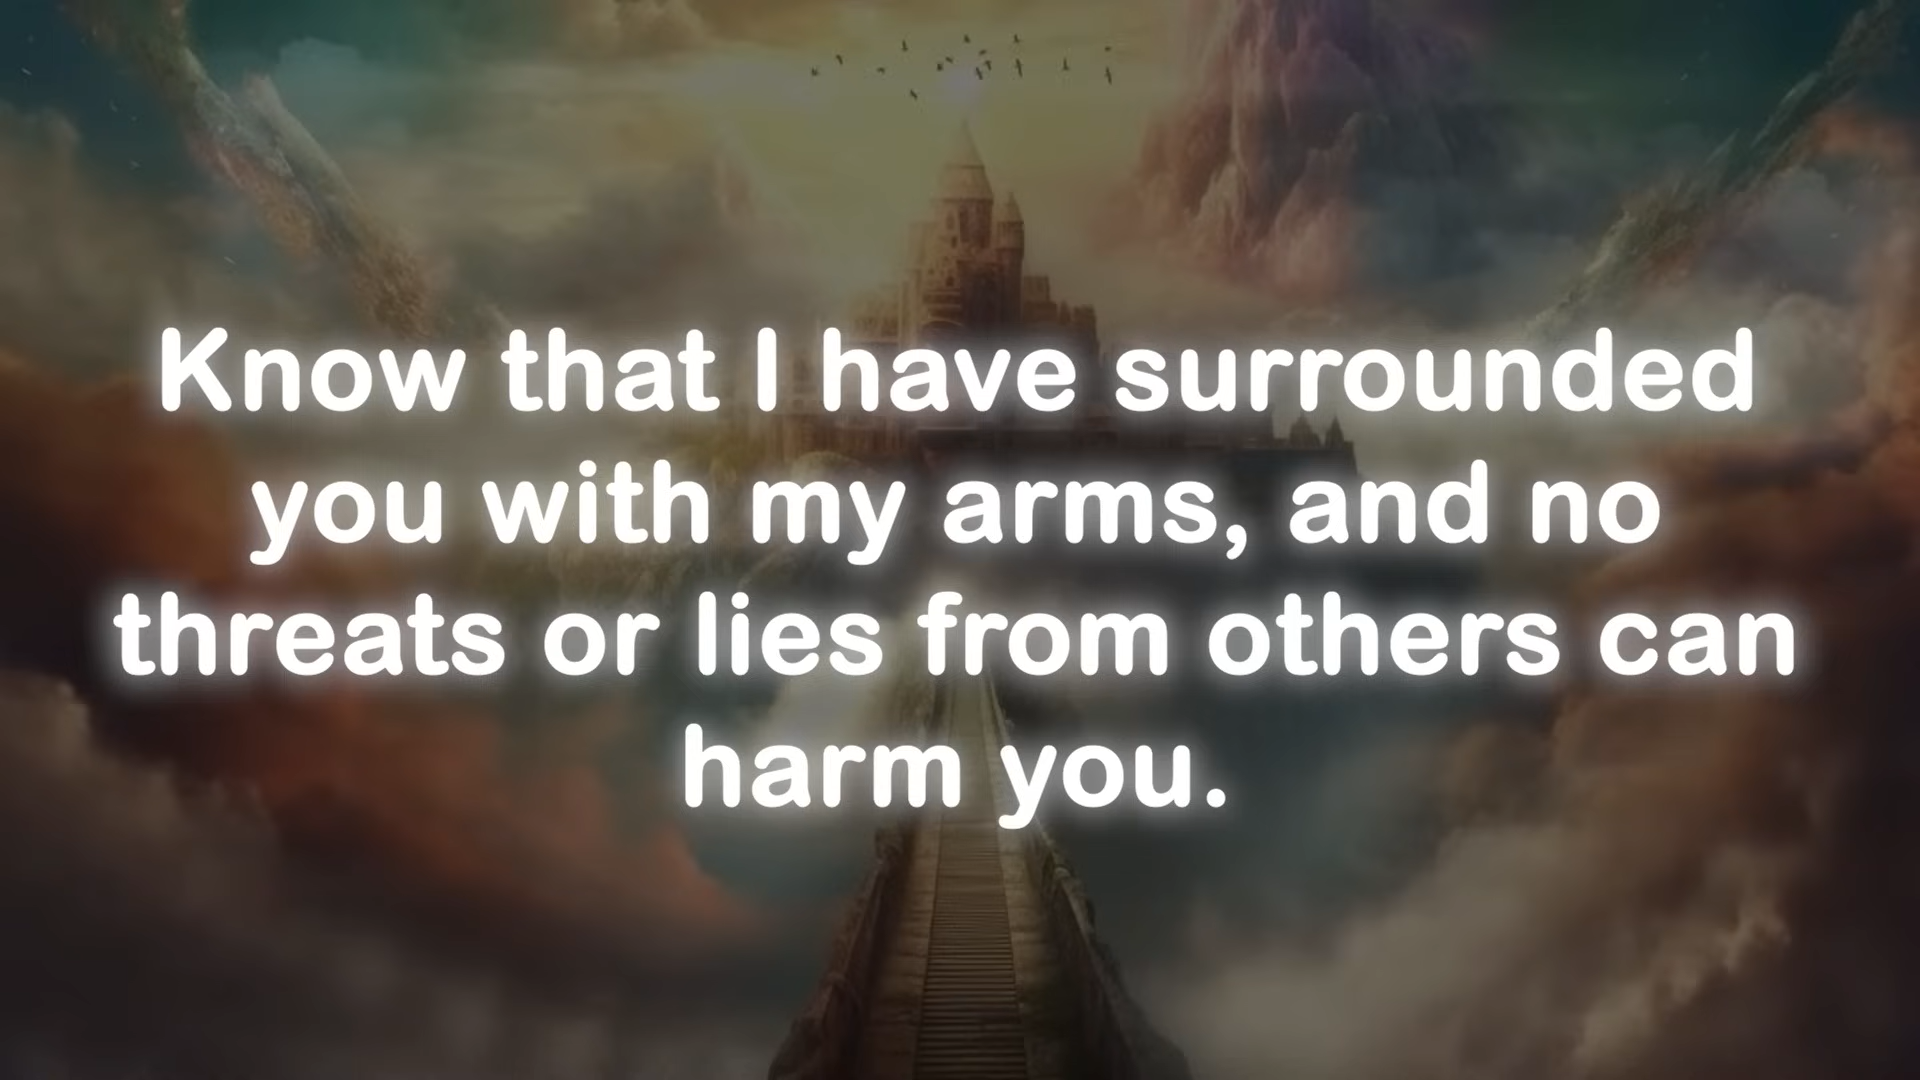 Know that I have surrounded
you with my arms, and no
threats or lies from others can
harm you.